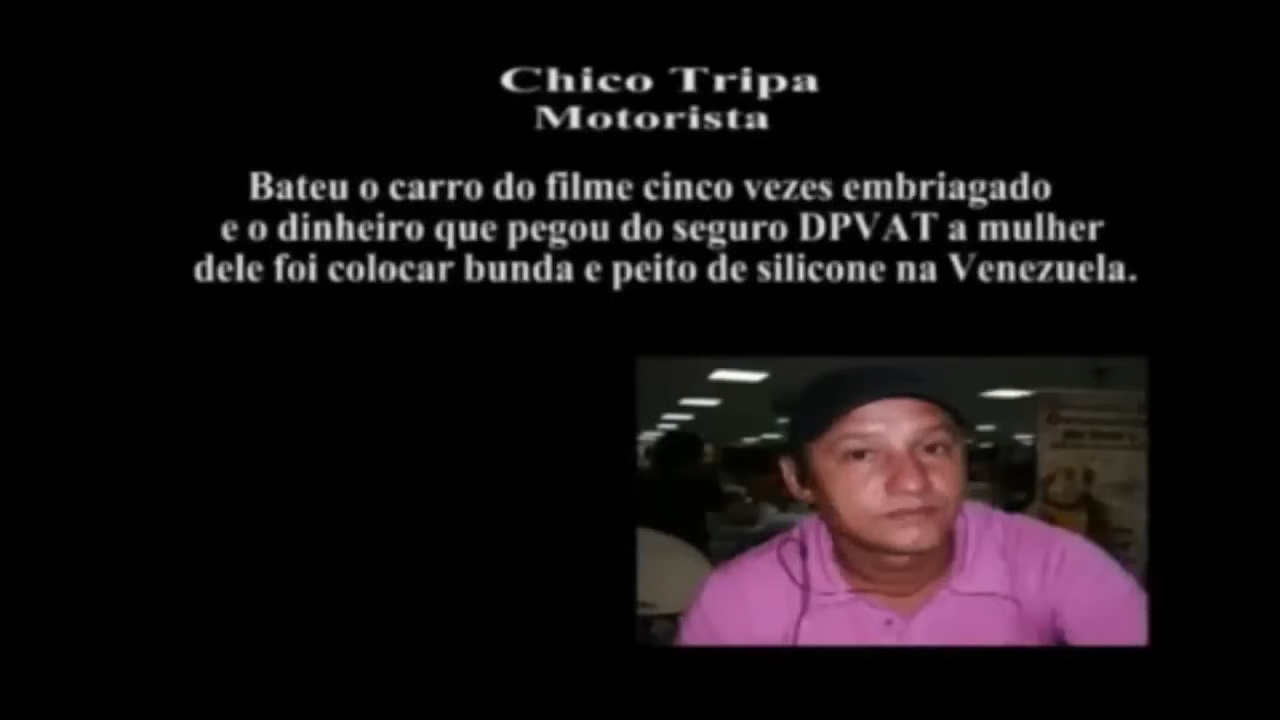 Chico Tripa
Motorista
Bateu o carro do filme cinco vezes embriagado
e o dinheiro que pegou do seguro DPVAT a mulher
dele foi colocar bunda e peito de silicone na Venezuela.